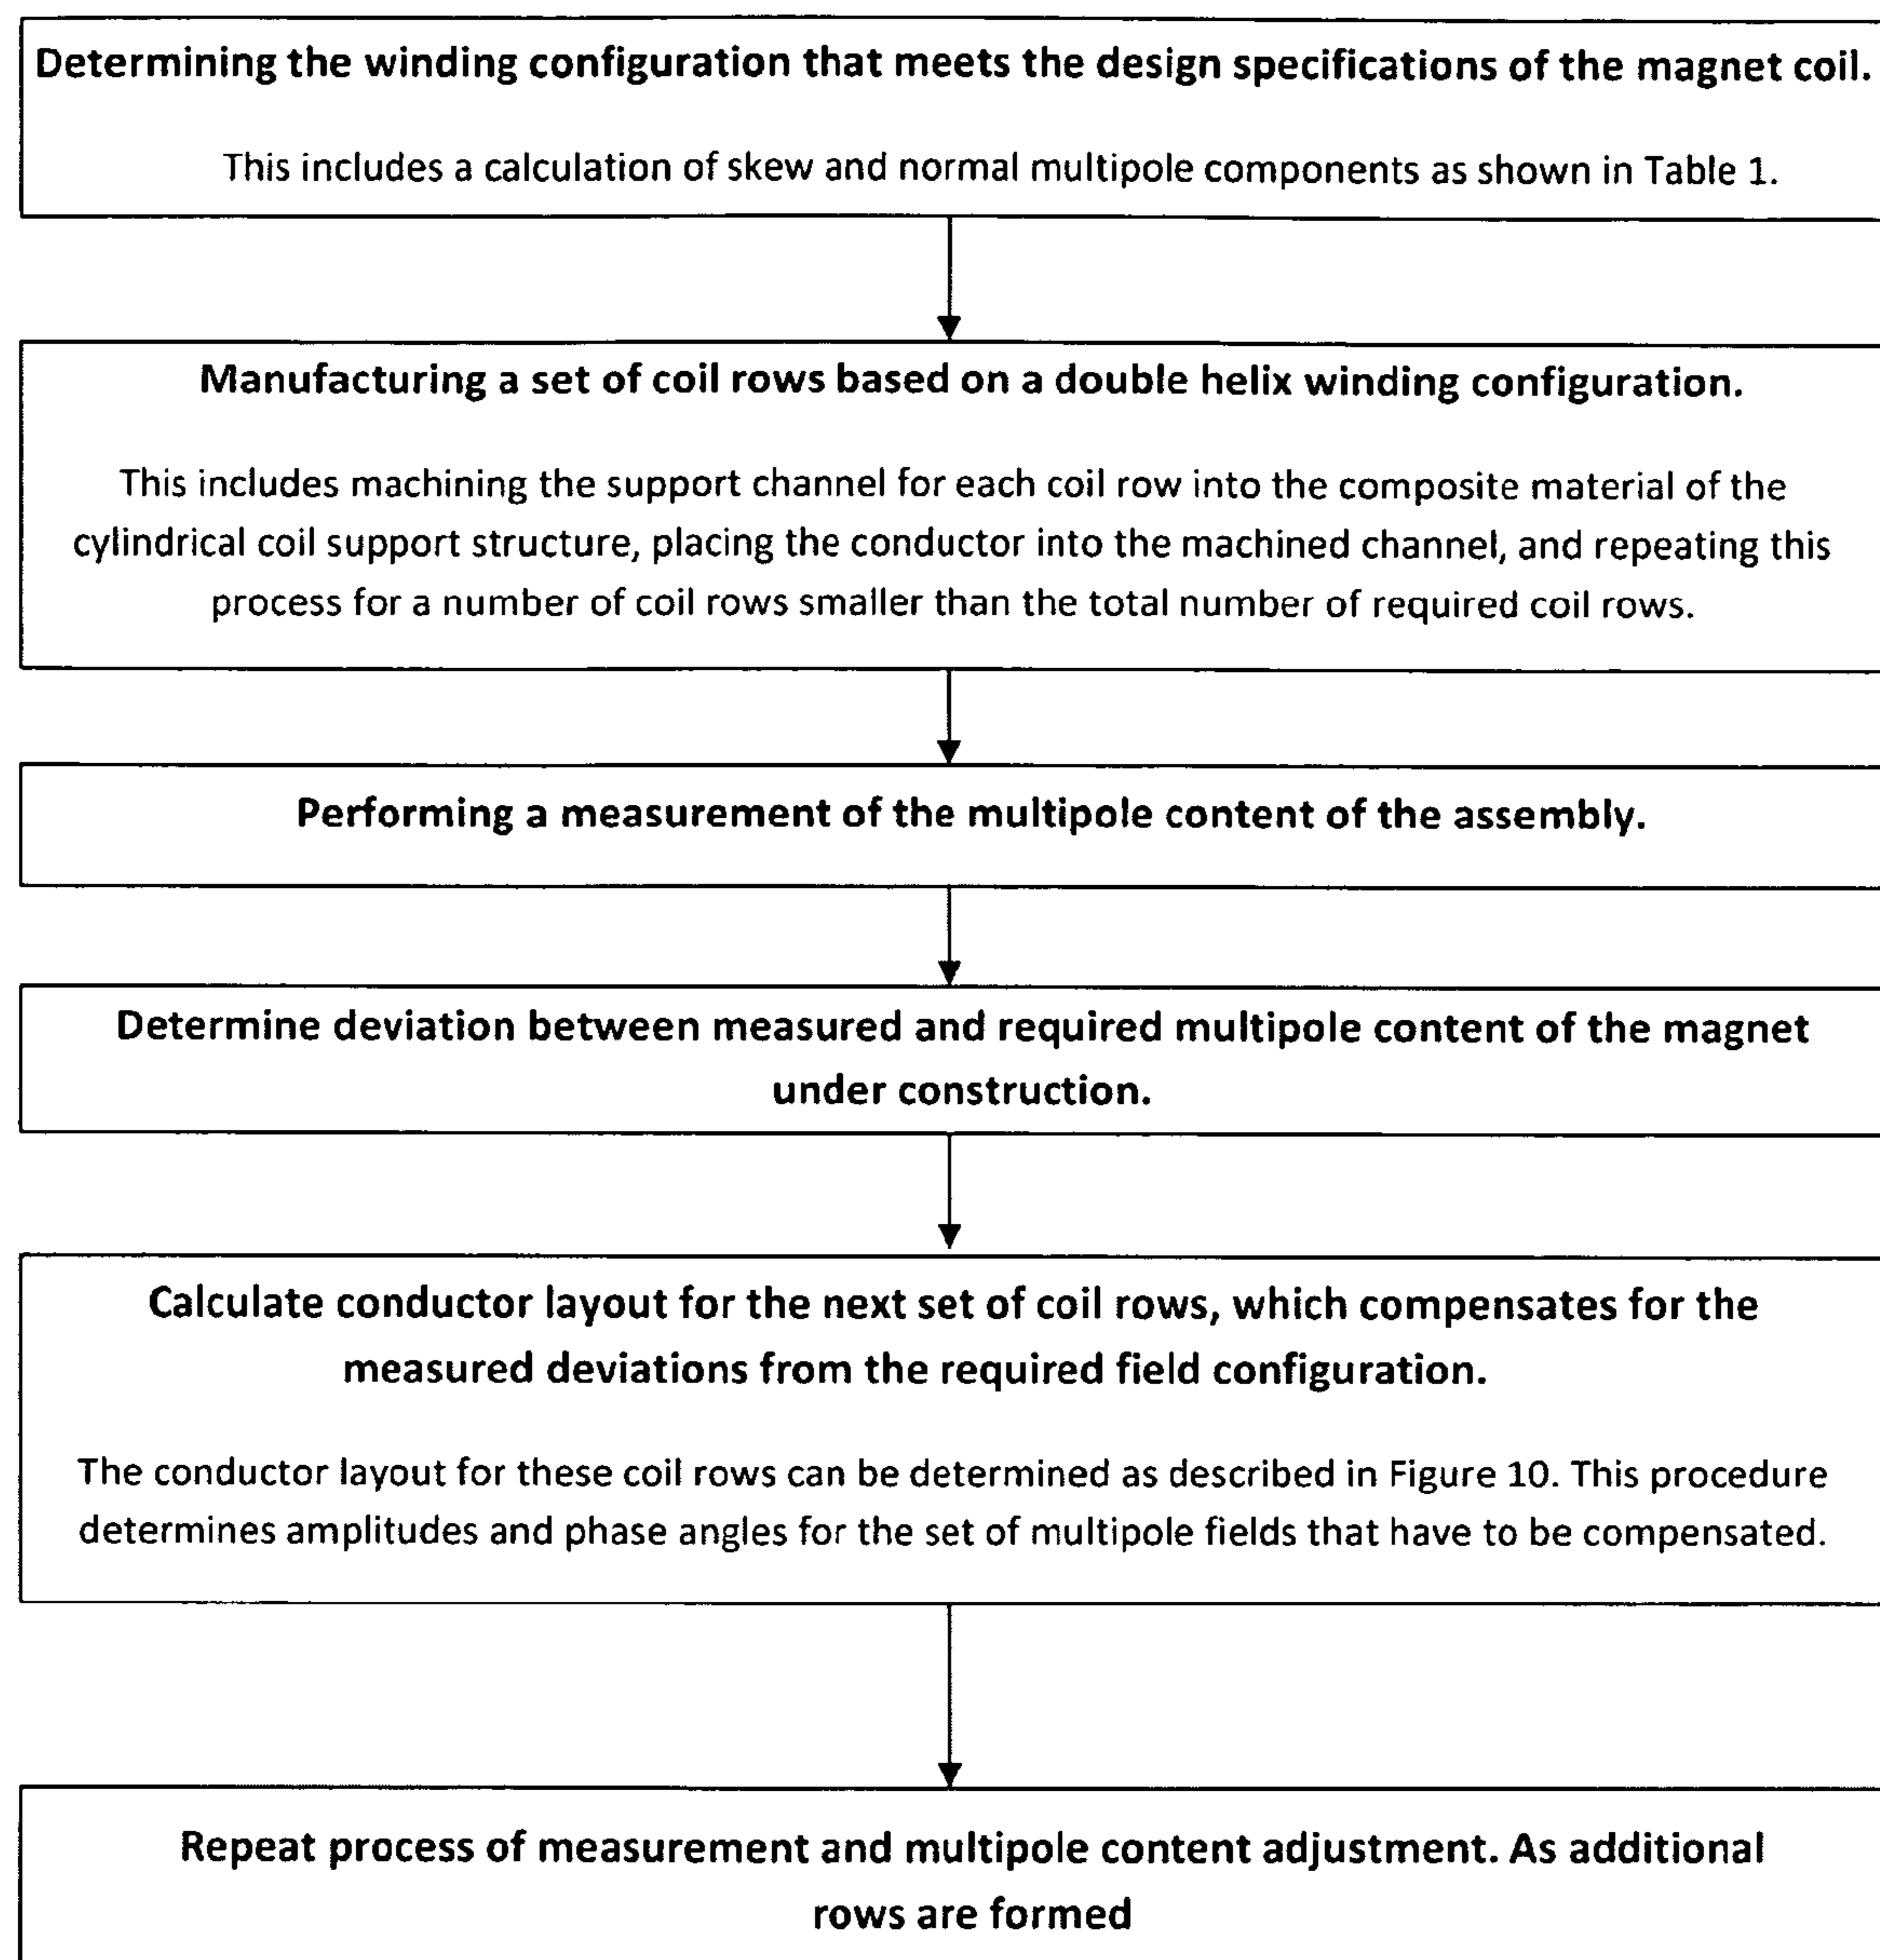 Determining the winding configuration that meets the design specifications of the magnet coil.
This includes a calculation of skew and normal multipole components as shown in Table 1.
Manufacturing a set of coil rows based on a double helix winding configuration.
This includes machining the support channel for each coil row into the composite material of the
cylindrical coil support structure, placing the conductor into the machined channel, and repeating this
process for a number of coil rows smaller than the total number of required coil rows.
Performing a measurement of the multipole content of the assembly.
Determine deviation between measured and required multipole content of the magnet
under construction.
Calculate conductor layout for the next set of coil rows, which compensates for the
measured deviations from the required field configuration.
The conductor layout for these coil rows can be determined as described in Figure 10. This procedure
determines amplitudes and phase angles for the set of multipole fields that have to be compensated.
Repeat process of measurement and multipole content adjustment. As additional
rows are formed